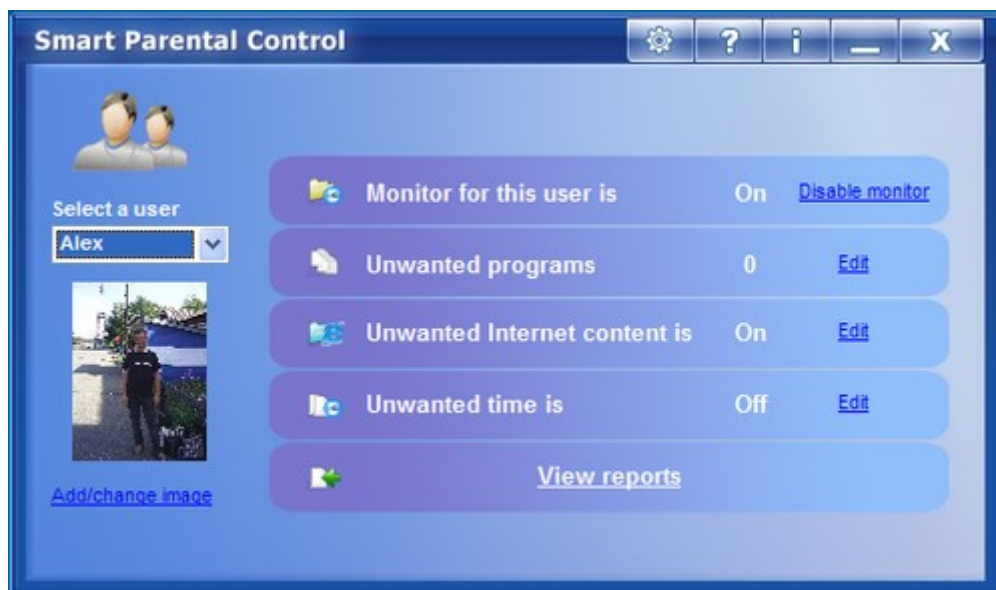 Smart Parental Control
? i X
Select a user
Alex
Add/change image
Monitor for this user is On Disable monitor
Unwanted programs 0 Edit
Unwanted Internet content is On Edit
Unwanted time is Off Edit
View reports